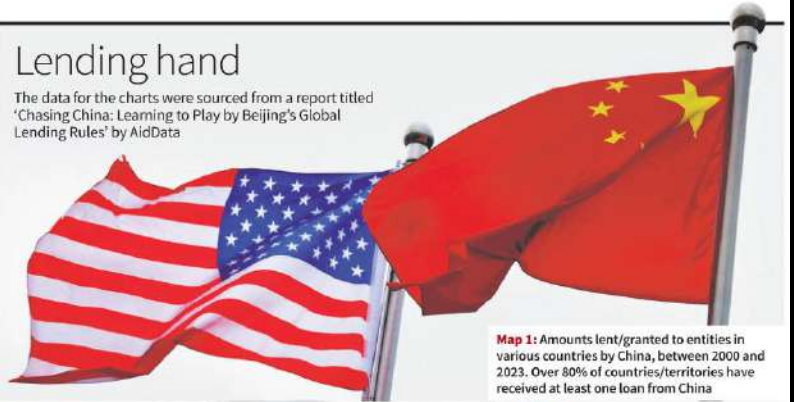 Lending hand
The data for the charts were sourced from a report titled
'Chasing China: Learning to Play by Beijing's Global
Lending Rules' by AidData
Map 1: Amounts lent/granted to entities in
various countries by China, between 2000 and
2023. Over 80% of countries/territories have
received at least one loan from China